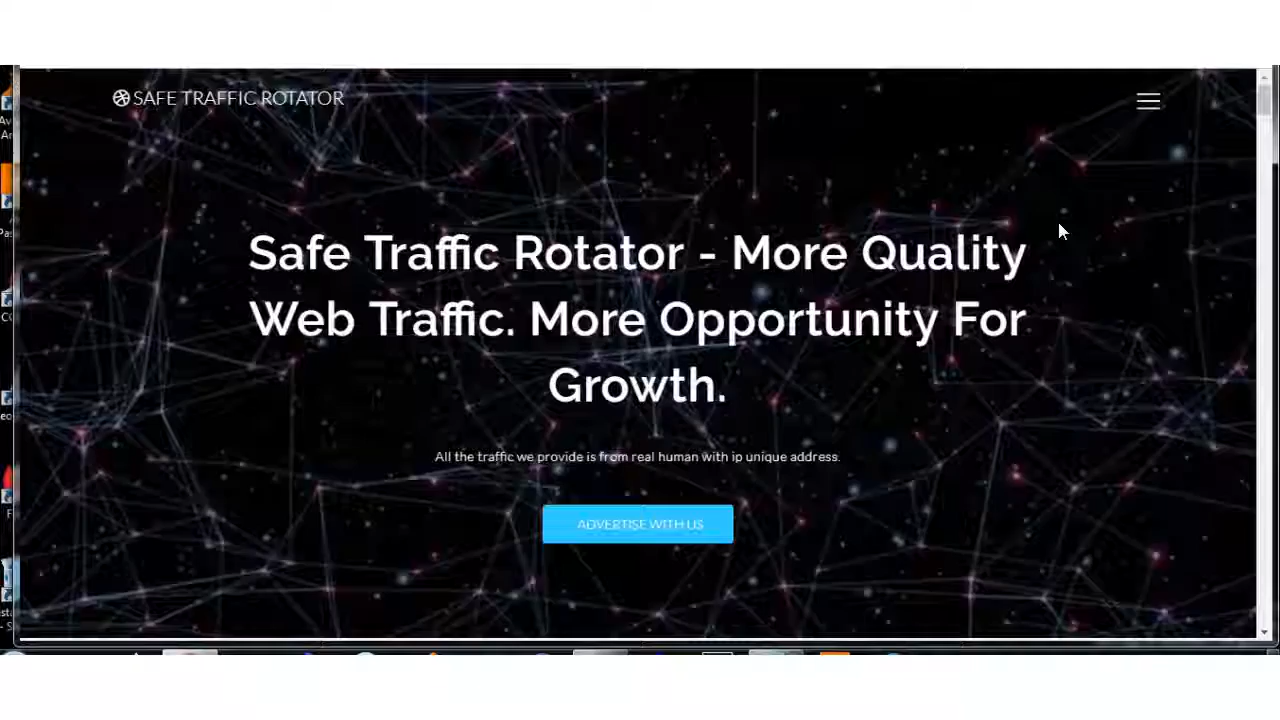 SAFE TRAFFIC ROTATOR
Safe Traffic Rotator - More Quality
Web Traffic. More Opportunity For
Growth.
All the traffic we provide is from real human with ip unique address.
ADVERTISE WITH US